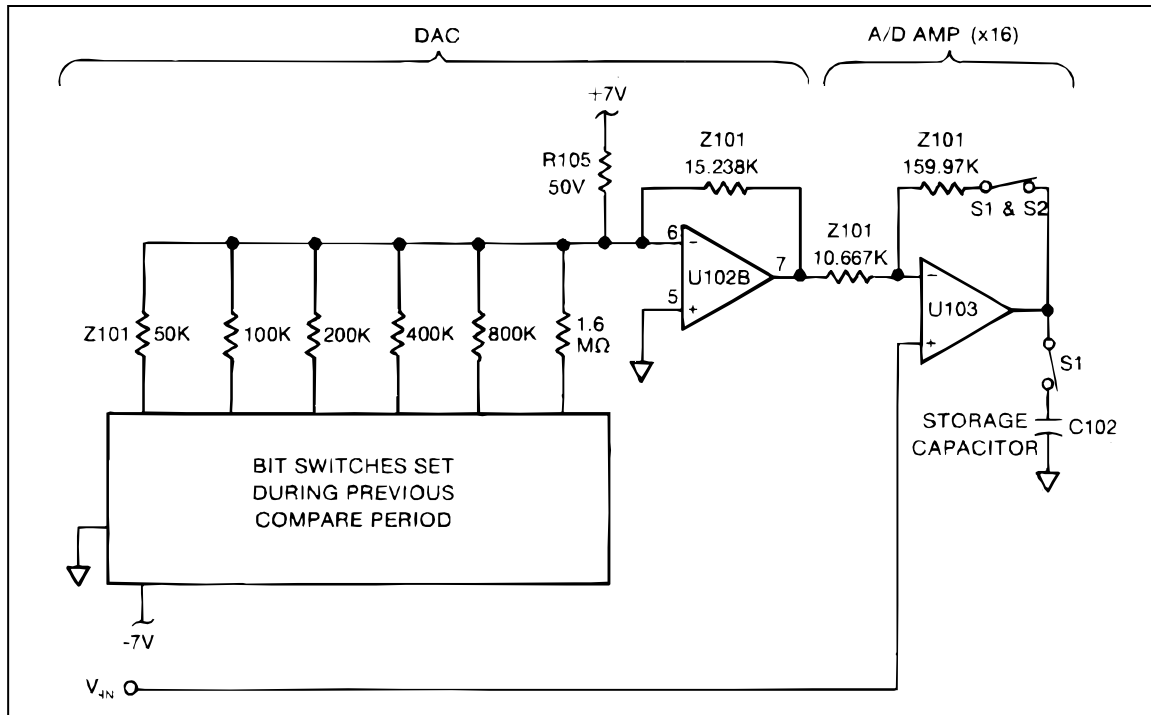 DAC
A/D AMP (x16)
+7V
R105
50V
Z101
15.238K
Z101
159.97K
S1 & S2
Z101
10.667K
6
-
5
+
7
U102B
-
+
U103
S1
C102
STORAGE
CAPACITOR
Z101
50K
100K
200K
400K
800K
1.6
MΩ
BIT SWITCHES SET
DURING PREVIOUS
COMPARE PERIOD
-7V